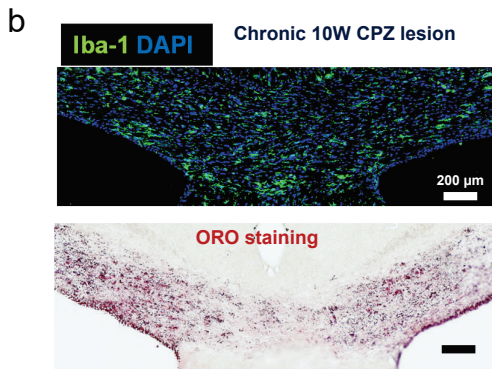 b
Iba-1 DAPI
Chronic 10W CPZ lesion
200 µm
ORO staining